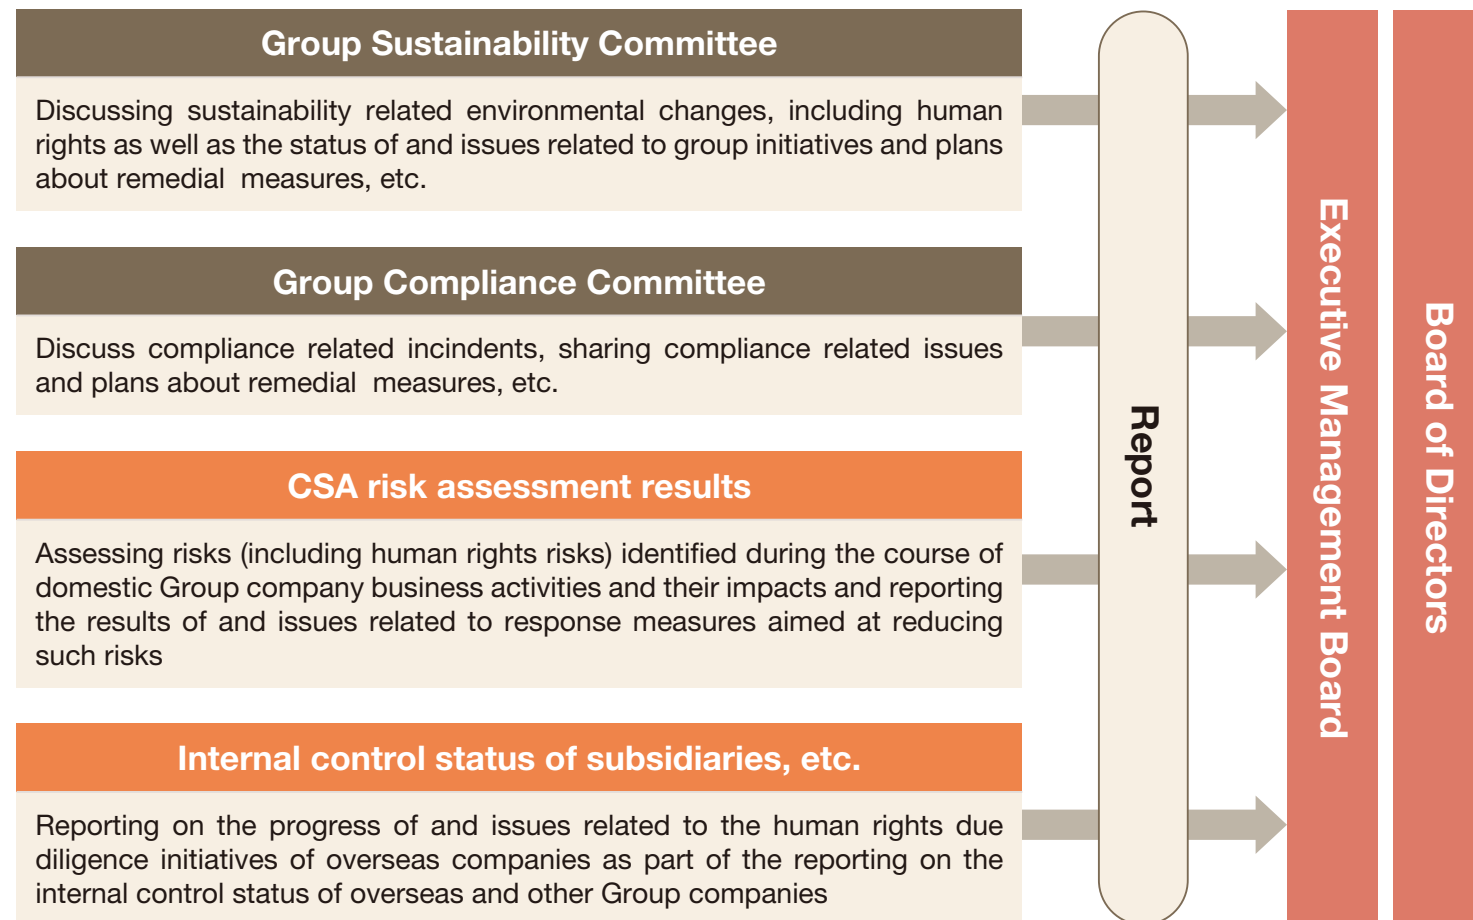 Group Sustainability Committee
Discussing sustainability related environmental changes, including human
rights as well as the status of and issues related to group initiatives and plans
about remedial measures, etc.
Group Compliance Committee
Discuss compliance related incindents, sharing compliance related issues
and plans about remedial measures, etc.
CSA risk assessment results
Assessing risks (including human rights risks) identified during the course of
domestic Group company business activities and their impacts and reporting
the results of and issues related to response measures aimed at reducing
such risks
Internal control status of subsidiaries, etc.
Reporting on the progress of and issues related to the human rights due
diligence initiatives of overseas companies as part of the reporting on the
internal control status of overseas and other Group companies
Report
Executive Management Board
Board of Directors